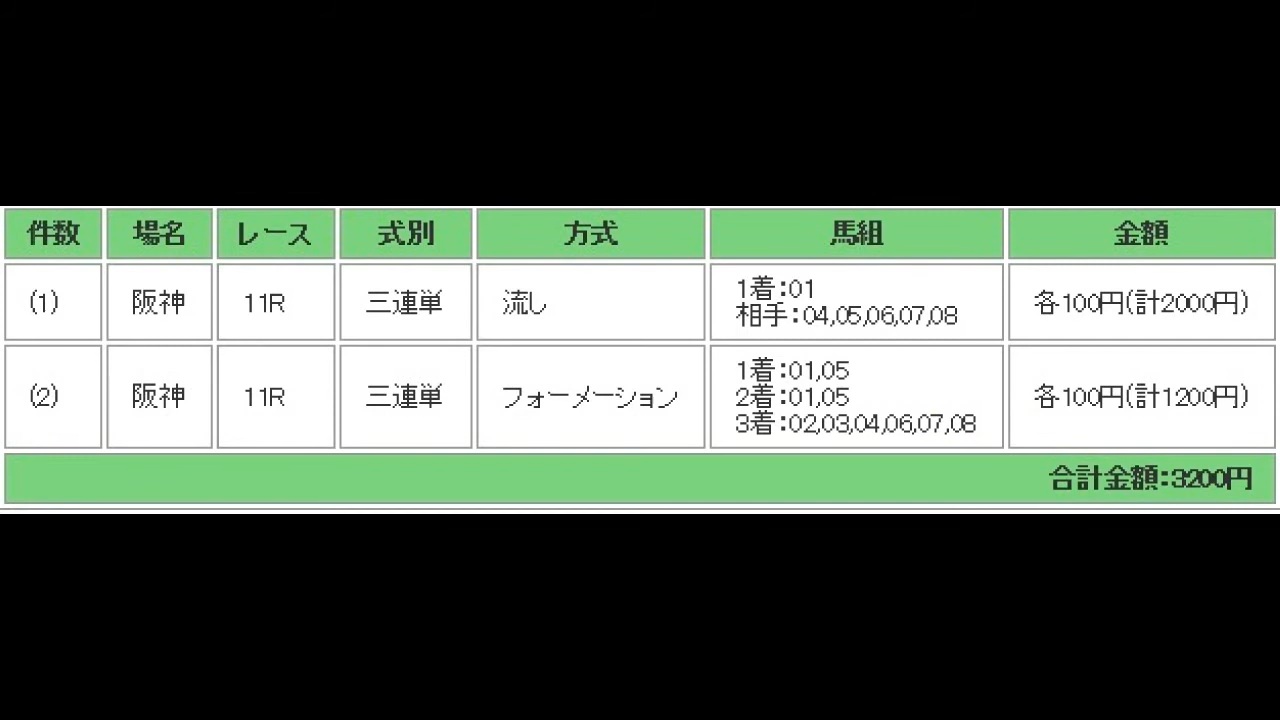 件数 場名 レース 式別 方式 馬組 金額
(1) 阪神 11R 三連単 流し 1着:01 各100円(計2000円)
相手:04,05,06,07,08
(2) 阪神 11R 三連単 フォーメーション 1着:01,05 各100円(計1200円)
2着:01,05
3着:02,03,04,06,07,08
合計金額:3200円